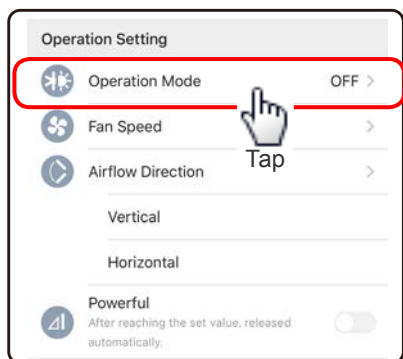 Operation Setting
Operation Mode OFF >
Fan Speed >
Tap
Airflow Direction >
Vertical
Horizontal
Powerful
After reaching the set value, released
automatically.